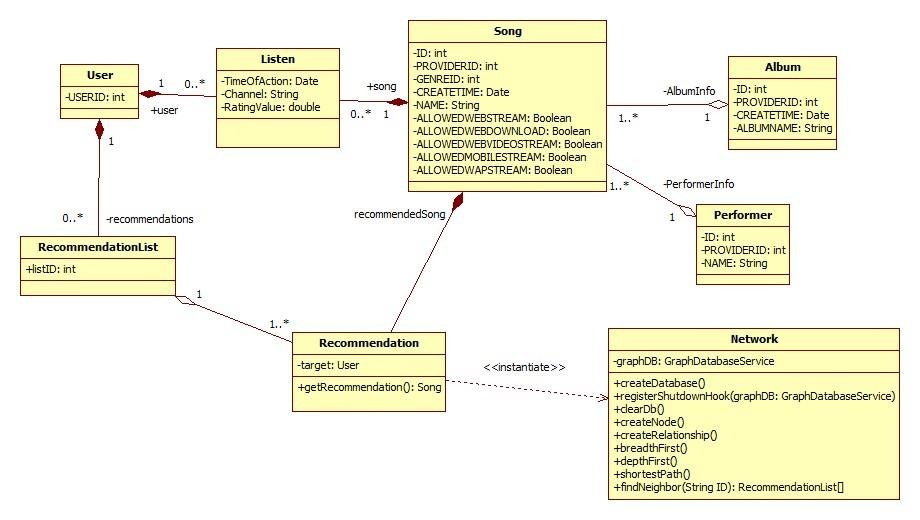 User
-USERID: int
1
0..*
+user
Listen
-TimeOfAction: Date
-Channel: String
-RatingValue: double
+song
0..*
1
Song
-ID: int
-PROVIDERID: int
-GENREID: int
-CREATETIME: Date
-NAME: String
-ALLOWEDWEBSTREAM: Boolean
-ALLOWEDWEBDOWNLOAD: Boolean
-ALLOWEDWEBVIDEOSTREAM: Boolean
-ALLOWEDMOBILESTREAM: Boolean
-ALLOWEDWAPSTREAM: Boolean
-AlbumInfo
1..*
1
Album
-ID: int
-PROVIDERID: int
-CREATETIME: Date
-ALBUMNAME: String
1..*
-PerformerInfo
1
Performer
-ID: int
-PROVIDERID: int
-NAME: String
1
0..*
-recommendations
recommendedSong
RecommendationList
+listID: int
1
1..*
Recommendation
-target: User
+getRecommendation(): Song
<<instantiate>>
Network
-graphDB: GraphDatabaseService
+createDatabase()
+registerShutdownHook(graphDB: GraphDatabaseService)
+clearDb()
+createNode()
+createRelationship()
+breadthFirst()
+depthFirst()
+shortestPath()
+findNeighbor(String ID): RecommendationList[]